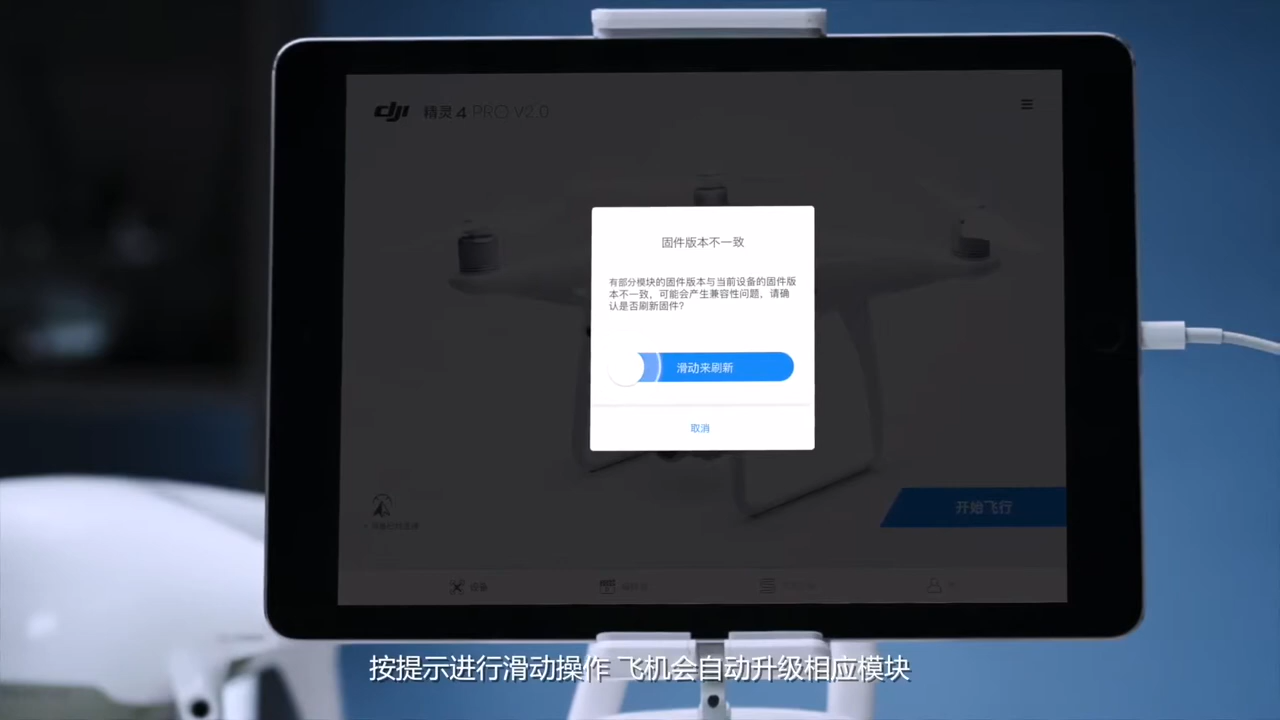 dji 精灵 4 PRO V2.0
固件版本不一致
有部分模块的固件版本与当前设备的固件版
本不一致，可能会产生兼容性问题，请确
认是否刷新固件？
滑动来刷新
取消
开始飞行
设备
按提示进行滑动操作 飞机会自动升级相应模块